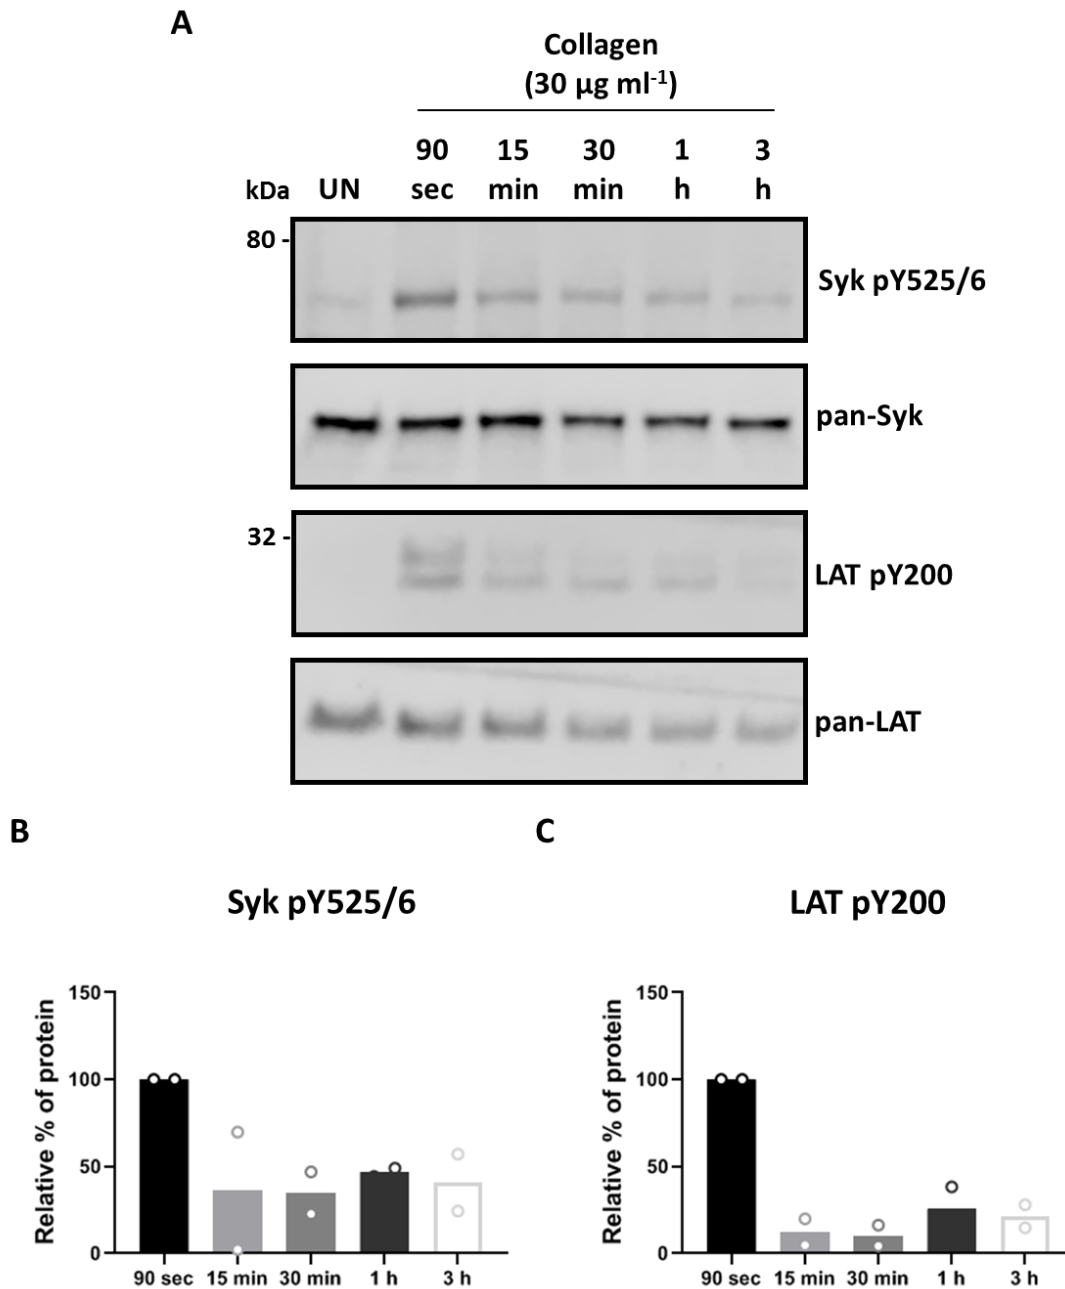 A
Collagen
(30 µg ml-1)
90 15 30 1 3
kDa UN sec min min h h
80 -
Syk pY525/6
pan-Syk
32 -
LAT pY200
pan-LAT
B
Syk pY525/6
Relative % of protein
150
100
50
0
90 sec 15 min 30 min 1 h 3 h
C
LAT pY200
Relative % of protein
150
100
50
0
90 sec 15 min 30 min 1 h 3 h